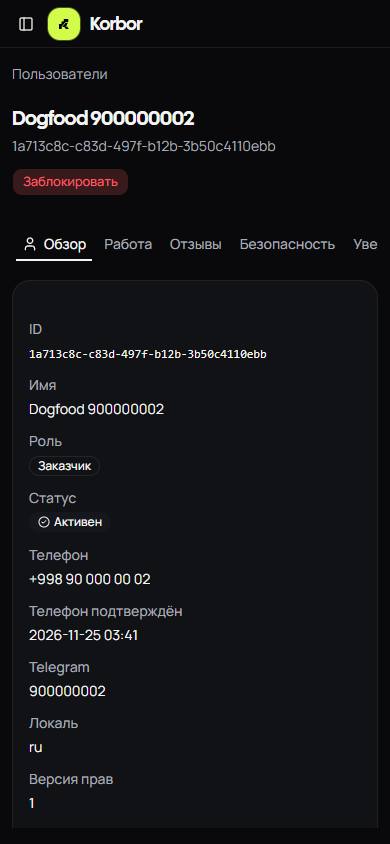 Korbor
Пользователи
Dogfood 900000002
1a713c8c-c83d-497f-b12b-3b50c4110ebb
Заблокировать
Обзор Работа Отзывы Безопасность Уве
ID
1a713c8c-c83d-497f-b12b-3b50c4110ebb
Имя
Dogfood 900000002
Роль
Заказчик
Статус
Активен
Телефон
+998 90 000 00 02
Телефон подтверждён
2026-11-25 03:41
Telegram
900000002
Локаль
ru
Версия прав
1